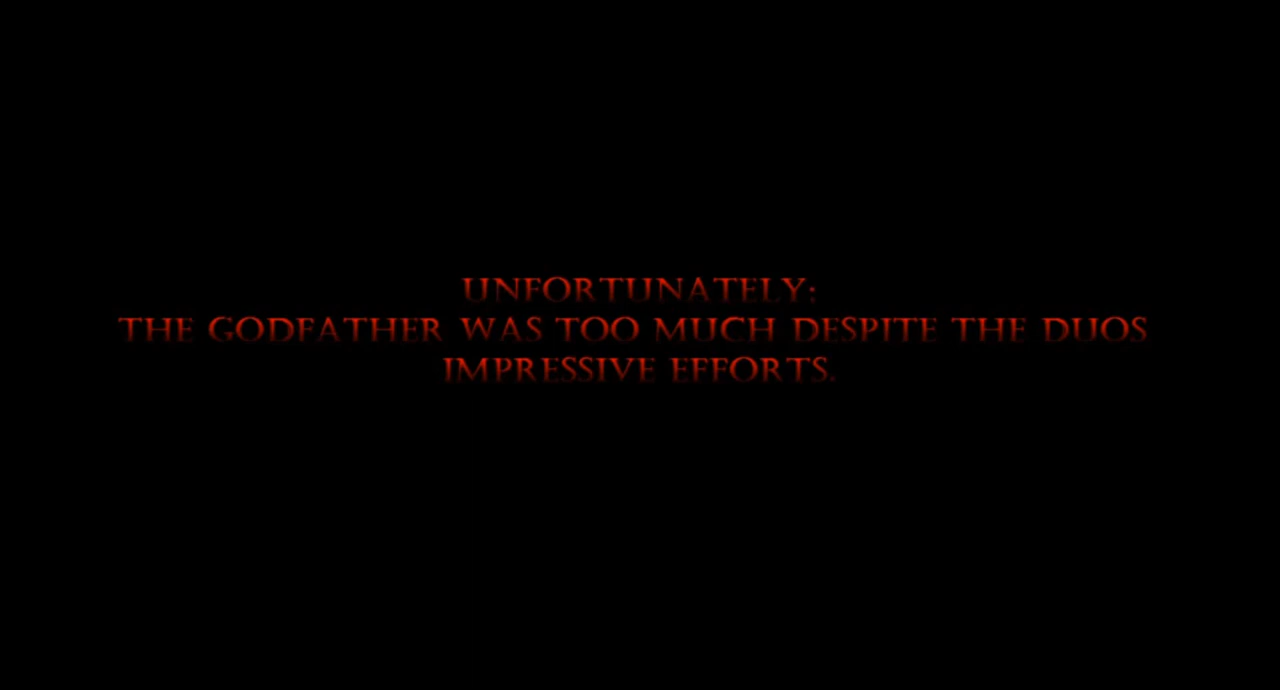 UNFORTUNATELY:
THE GODFATHER WAS TOO MUCH DESPITE THE DUOS
IMPRESSIVE EFFORTS.